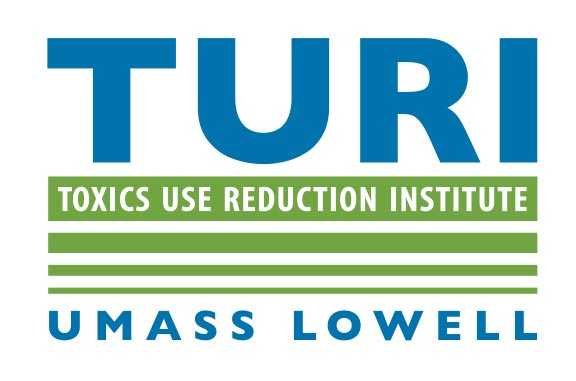 TURI
TOXICS USE REDUCTION INSTITUTE
UMASS LOWELL